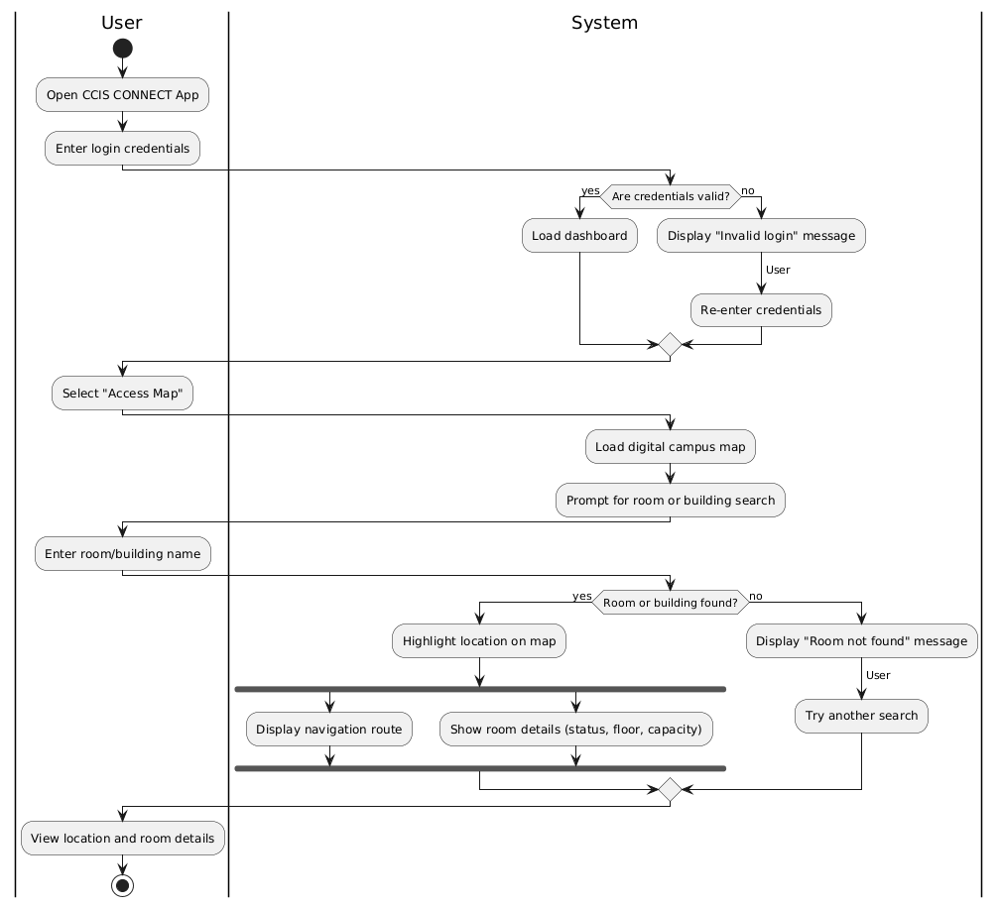 User
System
Open CCIS CONNECT App
Enter login credentials
Are credentials valid?
yes
no
Load dashboard
Display "Invalid login" message
User
Re-enter credentials
Select "Access Map"
Load digital campus map
Prompt for room or building search
Enter room/building name
Room or building found?
yes
no
Highlight location on map
Display "Room not found" message
User
Try another search
Display navigation route
Show room details (status, floor, capacity)
View location and room details